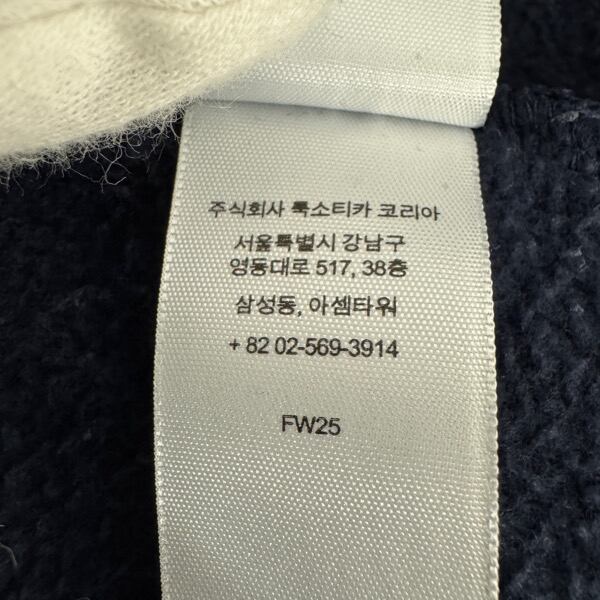 주식회사 룩소티카 코리아
서울특별시 강남구
영동대로 517, 38층
삼성동, 아셈타워
+ 82 02-569-3914
FW25